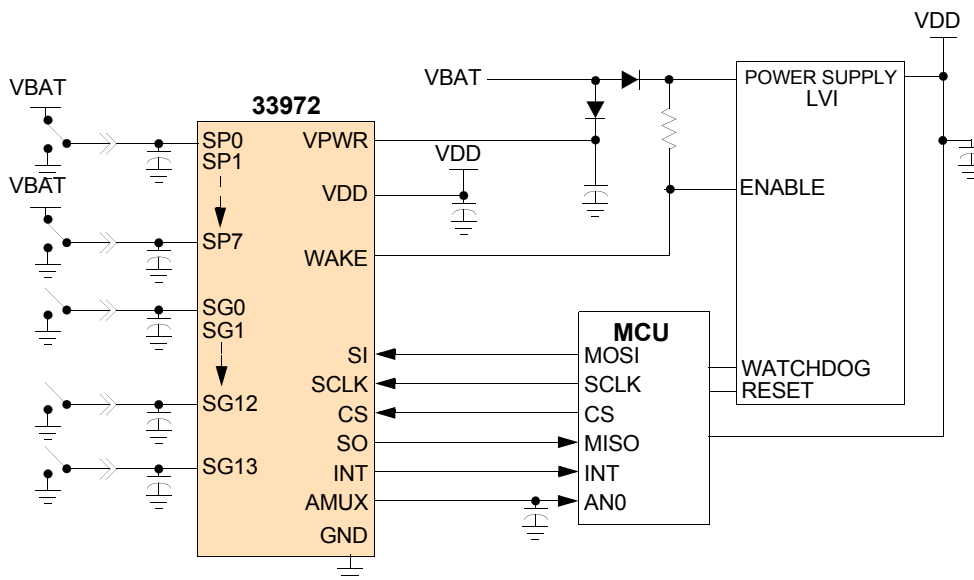 VDD
VBAT
33972
VBAT
POWER SUPPLY
LVI
SP0
SP1
VPWR
VDD
VDD
VBAT
ENABLE
SP7
WAKE
SG0
SG1
MCU
SI
MOSI
SCLK
SCLK
WATCHDOG
RESET
SG12
CS
CS
SO
MISO
SG13
INT
INT
AMUX
AN0
GND